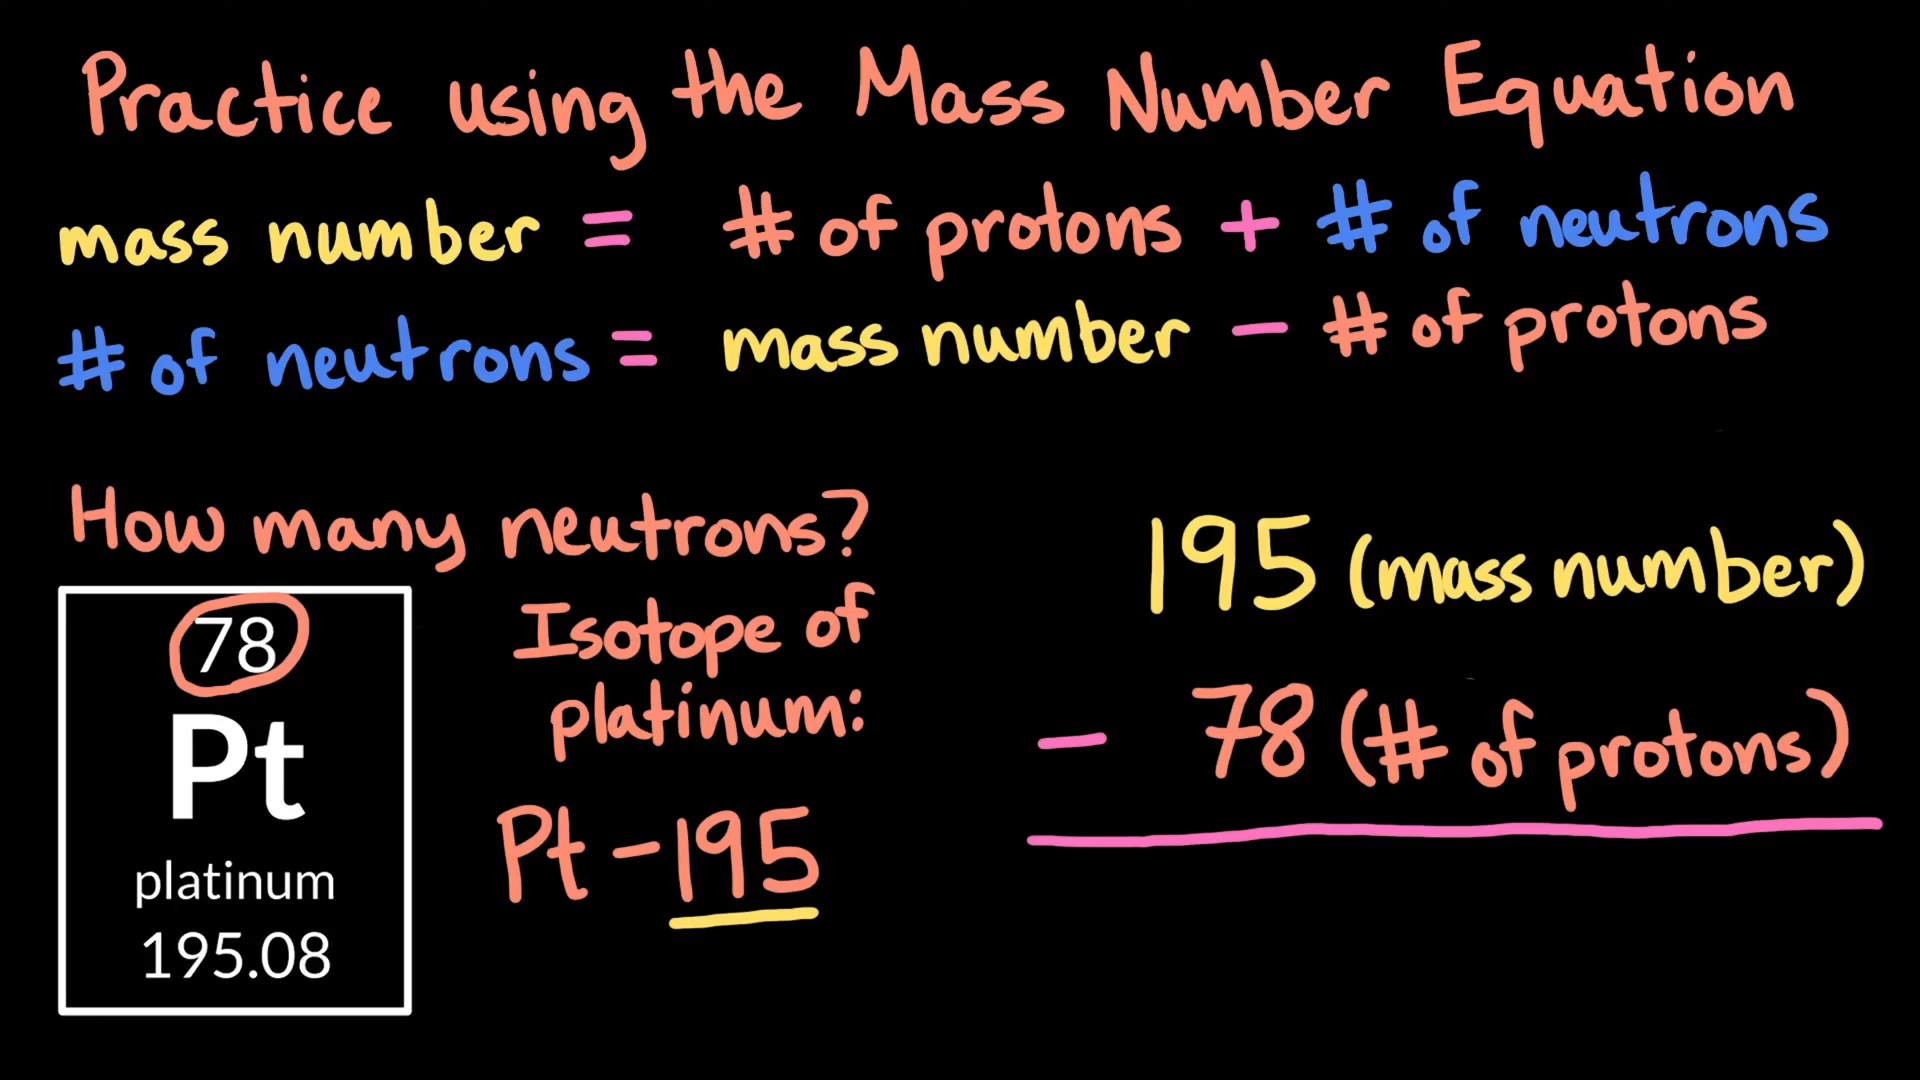 Practice using the Mass Number Equation
mass number = # of protons + # of neutrons
# of neutrons = mass number - # of protons
How many neutrons?
78
Pt
platinum
195.08
Isotope of
platinum:
Pt - 195
195 (mass number)
- 78 (# of protons)